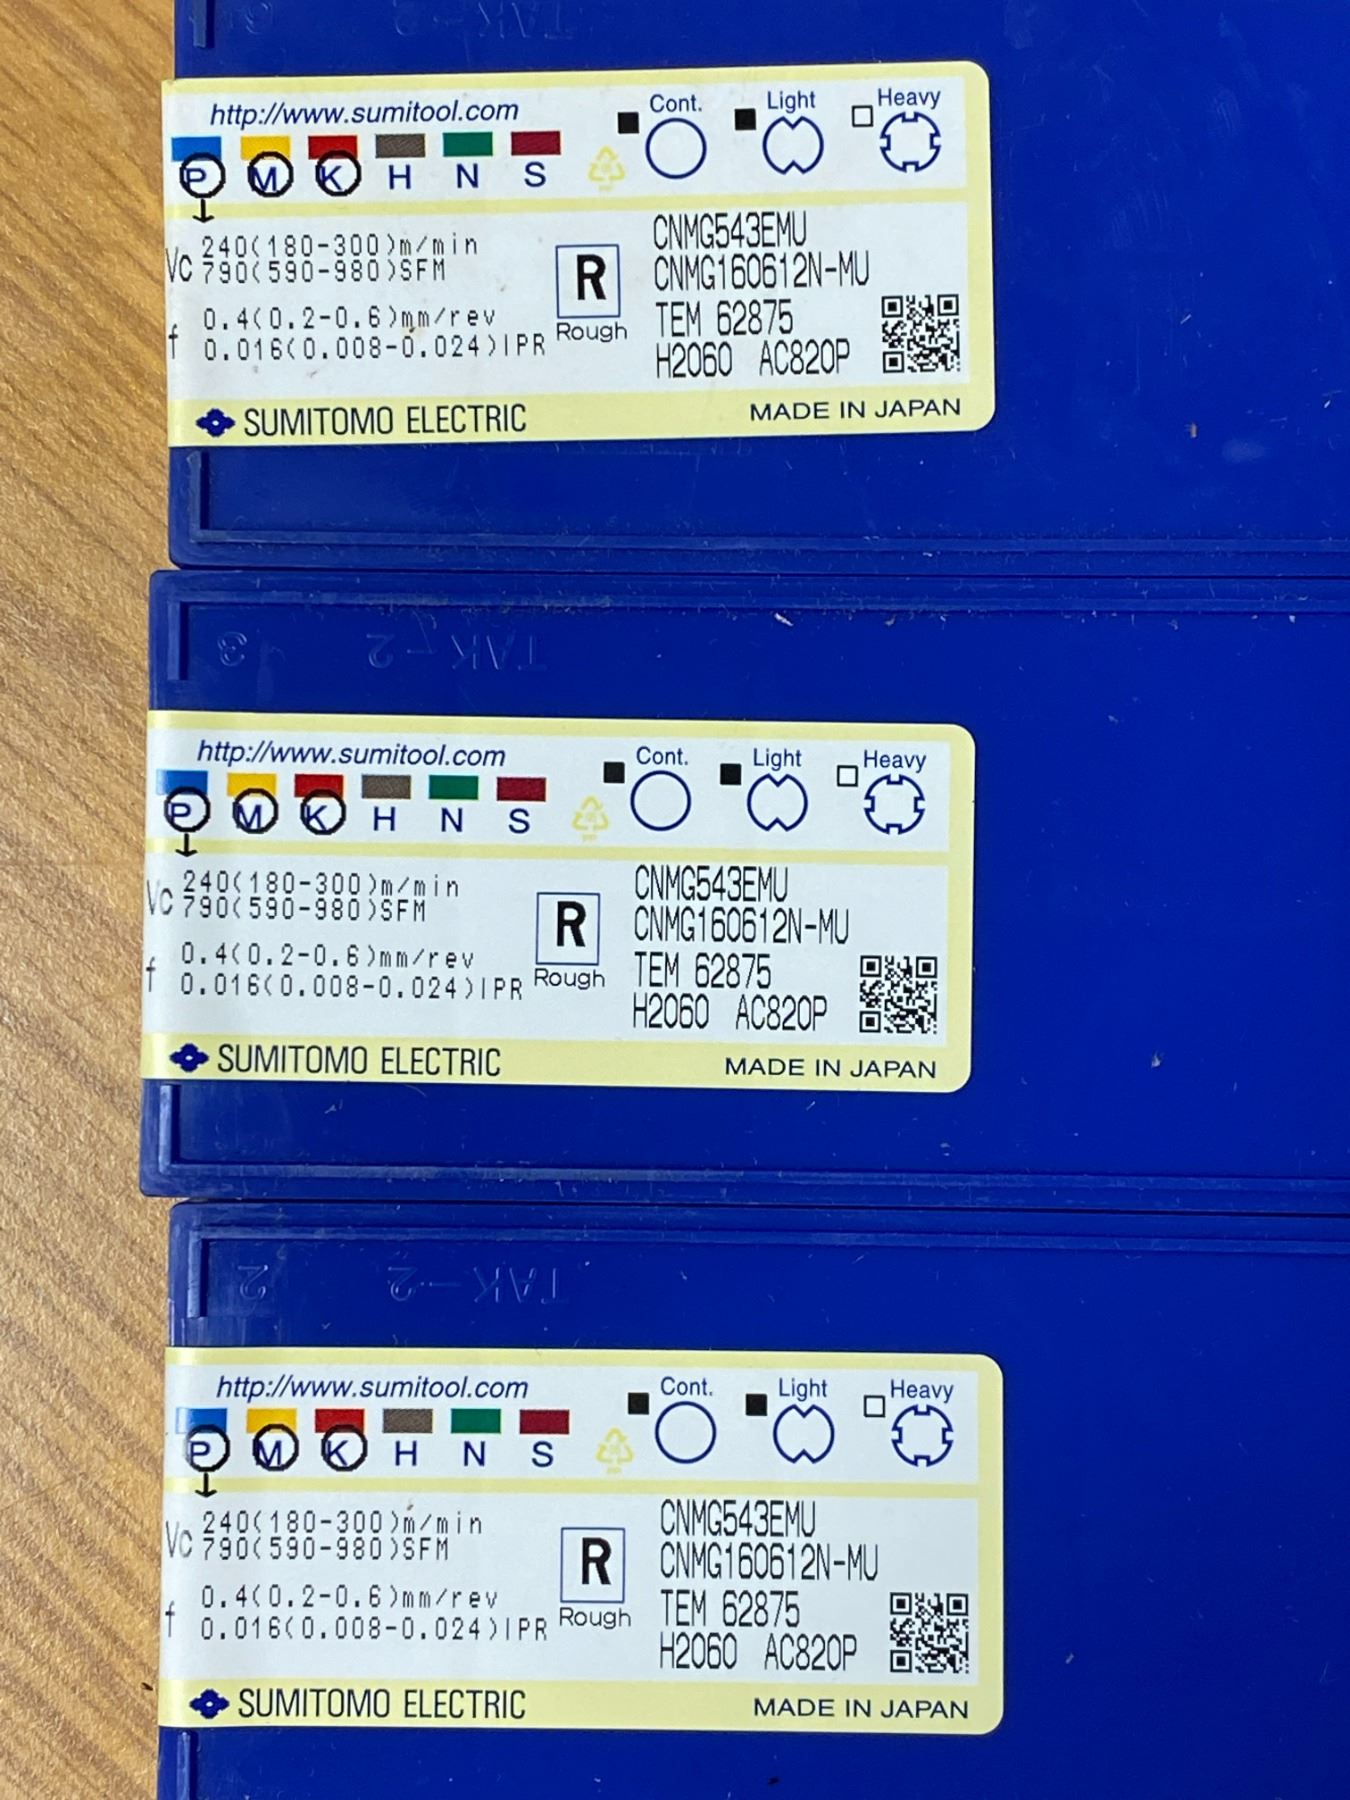 TAK-2
http://www.sumitool.com
Cont. Light Heavy
P M K H N S
Vc 240(180-300)m/min
790(590-980)SFM
f 0.4(0.2-0.6)mm/rev
0.016(0.008-0.024)IPR
R
Rough
CNMG543EMU
CNMG160612N-MU
TEM 62875
H2060 AC820P
SUMITOMO ELECTRIC
MADE IN JAPAN
3 TAK-2
http://www.sumitool.com
Cont. Light Heavy
P M K H N S
Vc 240(180-300)m/min
790(590-980)SFM
f 0.4(0.2-0.6)mm/rev
0.016(0.008-0.024)IPR
R
Rough
CNMG543EMU
CNMG160612N-MU
TEM 62875
H2060 AC820P
SUMITOMO ELECTRIC
MADE IN JAPAN
2 TAK-2
http://www.sumitool.com
Cont. Light Heavy
P M K H N S
Vc 240(180-300)m/min
790(590-980)SFM
f 0.4(0.2-0.6)mm/rev
0.016(0.008-0.024)IPR
R
Rough
CNMG543EMU
CNMG160612N-MU
TEM 62875
H2060 AC820P
SUMITOMO ELECTRIC
MADE IN JAPAN